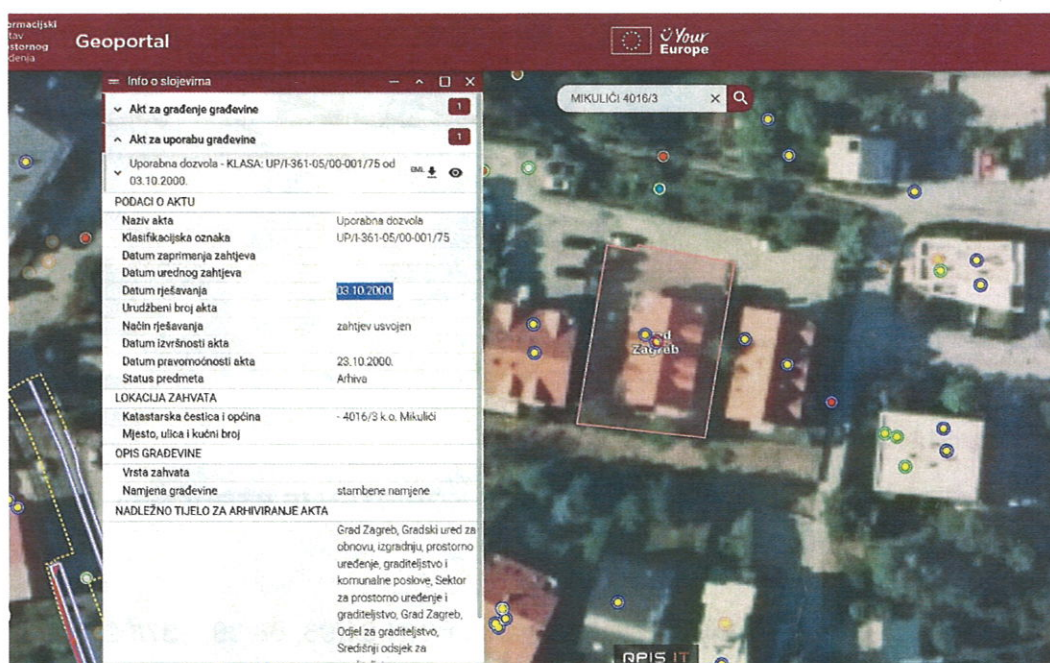 Geoportal
Your
Europe
Info o slojevima
MIKULIĆI 4016/3
Akt za građenje građevine 1
Akt za uporabu građevine 1
Uporabna dozvola - KLASA: UP/I-361-05/00-001/75 od
03.10.2000.
PODACI O AKTU
Naziv akta Uporabna dozvola
Klasifikacijska oznaka UP/I-361-05/00-001/75
Datum zaprimanja zahtjeva
Datum urednog zahtjeva
Datum rješavanja 03.10.2000.
Urudžbeni broj akta
Način rješavanja zahtjev usvojen
Datum izvršnosti akta
Datum pravomoćnosti akta 23.10.2000.
Status predmeta Arhiva
LOKACIJA ZAHVATA
Katastarska čestica i općina - 4016/3 k.o. Mikulići
Mjesto, ulica i kućni broj
OPIS GRAĐEVINE
Vrsta zahvata
Namjena građevine stambene namjene
NADLEŽNO TIJELO ZA ARHIVIRANJE AKTA
Grad Zagreb, Gradski ured za
obnovu, izgradnju, prostorno
uređenje, graditeljstvo i
komunalne poslove, Sektor
za prostorno uređenje i
graditeljstvo, Grad Zagreb,
Odjel za graditeljstvo,
Središnji odsjek za
Zagreb
APIS IT